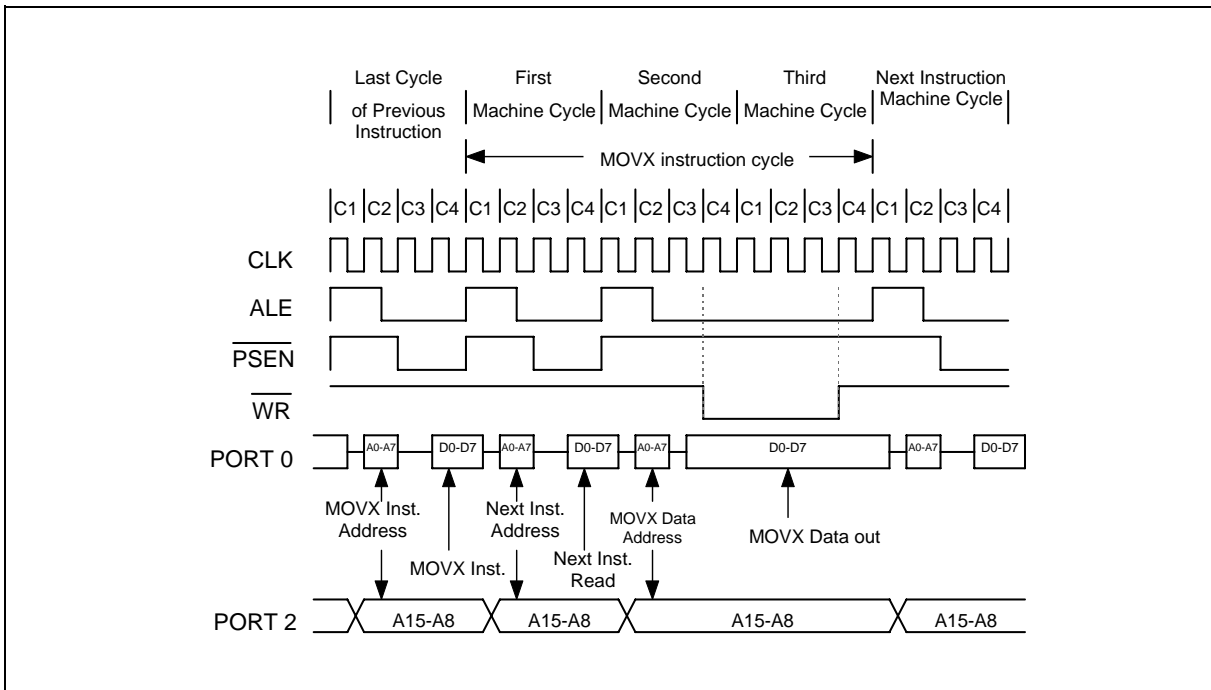 Last Cycle
of Previous
Instruction
First
Machine Cycle
Second
Machine Cycle
Third
Machine Cycle
Next Instruction
Machine Cycle
MOVX instruction cycle
C1 C2 C3 C4 C1 C2 C3 C4 C1 C2 C3 C4 C1 C2 C3 C4 C1 C2 C3 C4
CLK
ALE
PSEN
WR
PORT 0
A0-A7 D0-D7 A0-A7 D0-D7 A0-A7 D0-D7 A0-A7 D0-D7
MOVX Inst.
Address
MOVX Inst.
Next Inst.
Address
Next Inst.
Read
MOVX Data
Address
MOVX Data out
PORT 2
A15-A8 A15-A8 A15-A8 A15-A8